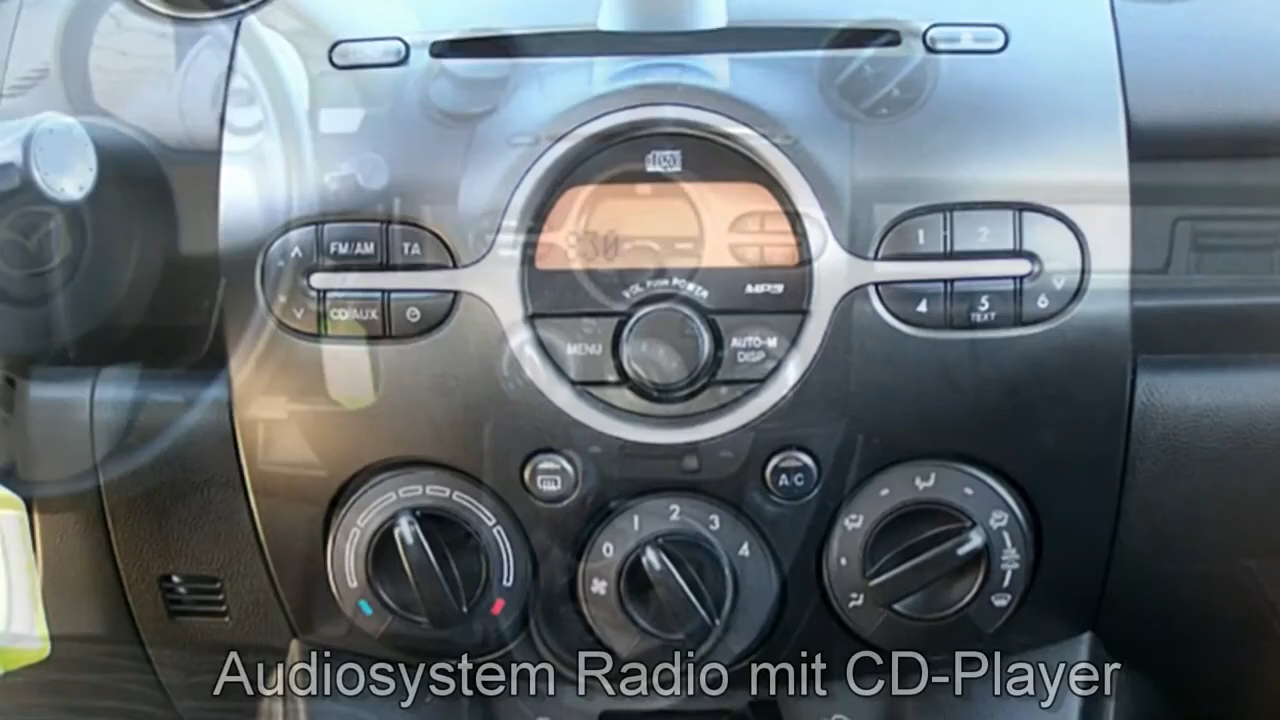 930
VOL PUSH POWER
MP3
FM/AM TA
CD/AUX
MENU
AUTO-M
DISP
1 2
4 5 6
TEXT
A/C
0 1 2 3 4
Audiosystem Radio mit CD-Player